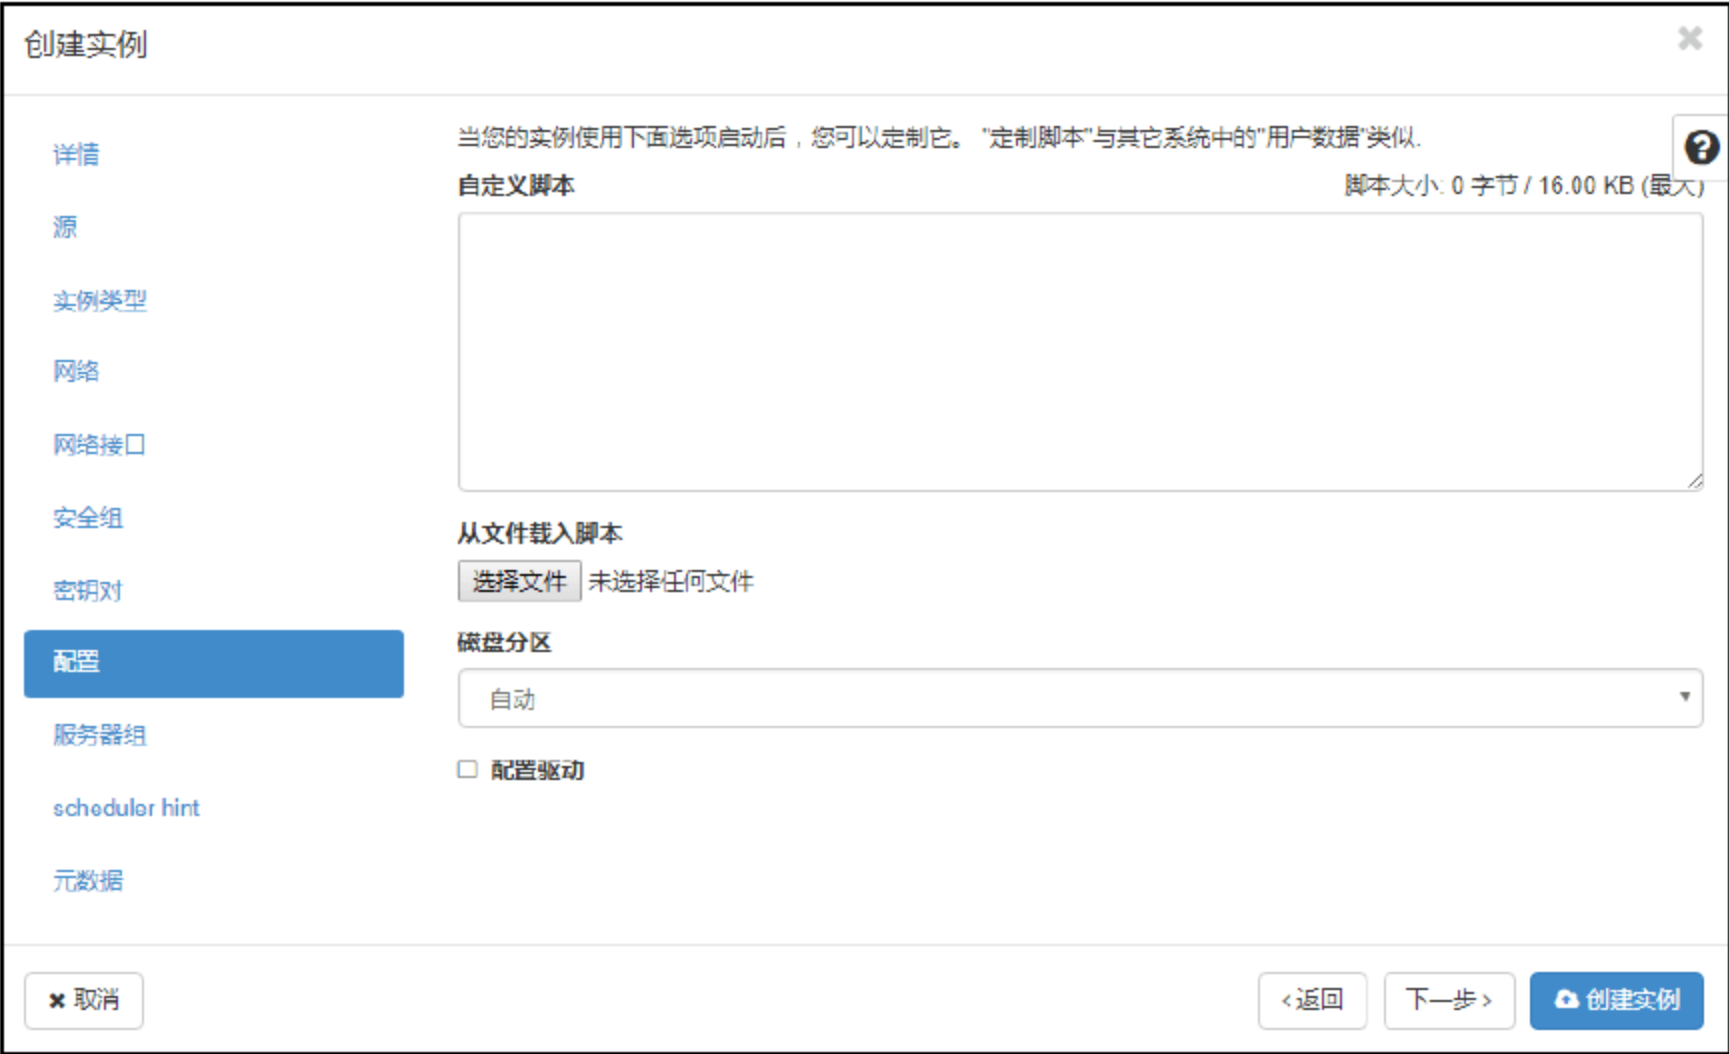 创建实例
详情
源
实例类型
网络
网络接口
安全组
密钥对
配置
服务器组
scheduler hint
元数据
当您的实例使用下面选项启动后，您可以定制它。 "定制脚本"与其它系统中的"用户数据"类似.
自定义脚本
脚本大小: 0 字节 / 16.00 KB (最大)
从文件载入脚本
选择文件 未选择任何文件
磁盘分区
自动
配置驱动
取消
‹返回
下一步›
创建实例